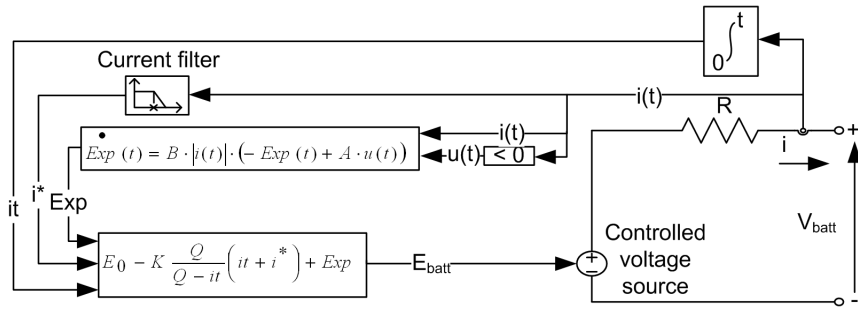 t
∫
0
Current filter
i(t)
R
+
i(t)
Exp (t) = B · |i(t)| · (− Exp (t) + A · u(t))
u(t)
< 0
i
it
i*
Exp
V_batt
E_0 − K Q / (Q − it) (it + i*) + Exp
E_batt
+
−
Controlled
voltage
source
-